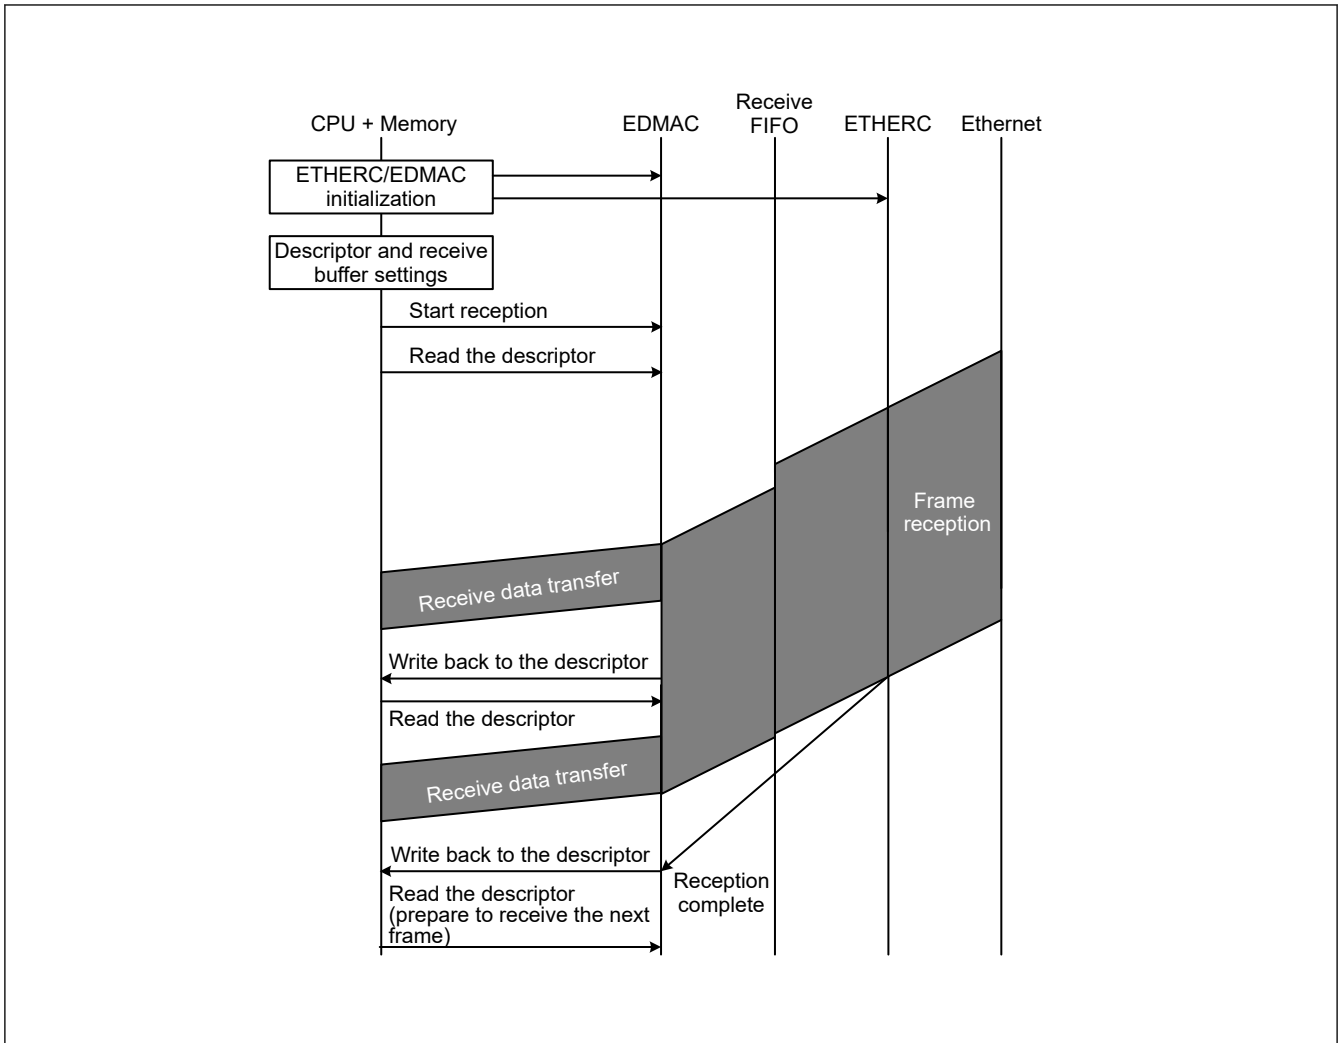 Receive
CPU + Memory EDMAC FIFO ETHERC Ethernet
ETHERC/EDMAC
initialization
Descriptor and receive
buffer settings
Start reception
Read the descriptor
Frame
reception
Receive data transfer
Write back to the descriptor
Read the descriptor
Receive data transfer
Write back to the descriptor
Reception
complete
Read the descriptor
(prepare to receive the next
frame)